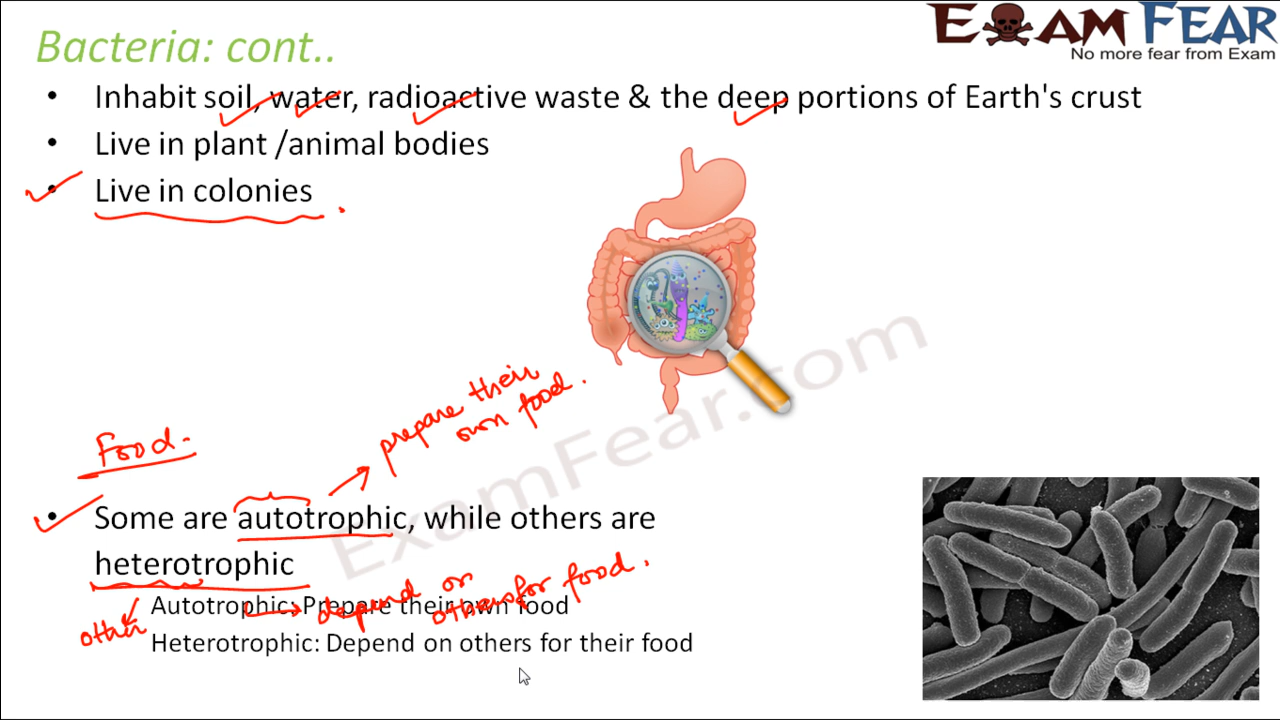 EXAM FEAR
No more fear from Exam
Bacteria: cont..
• Inhabit soil, water, radioactive waste & the deep portions of Earth's crust
• Live in plant /animal bodies
• Live in colonies
prepare their
own food.
Food.
• Some are autotrophic, while others are
heterotrophic
depend on
others for food.
other
Autotrophic: Prepare their own food
Heterotrophic: Depend on others for their food
ExamFear.com